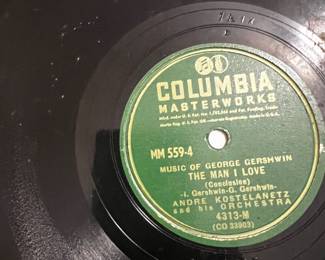 COLUMBIA
MASTERWORKS
MM 559-4
MUSIC OF GEORGE GERSHWIN
THE MAN I LOVE
(Conclusion)
-I. Gershwin-G. Gershwin-
ANDRE KOSTELANETZ
and his ORCHESTRA
4313-M
(CO 33903)